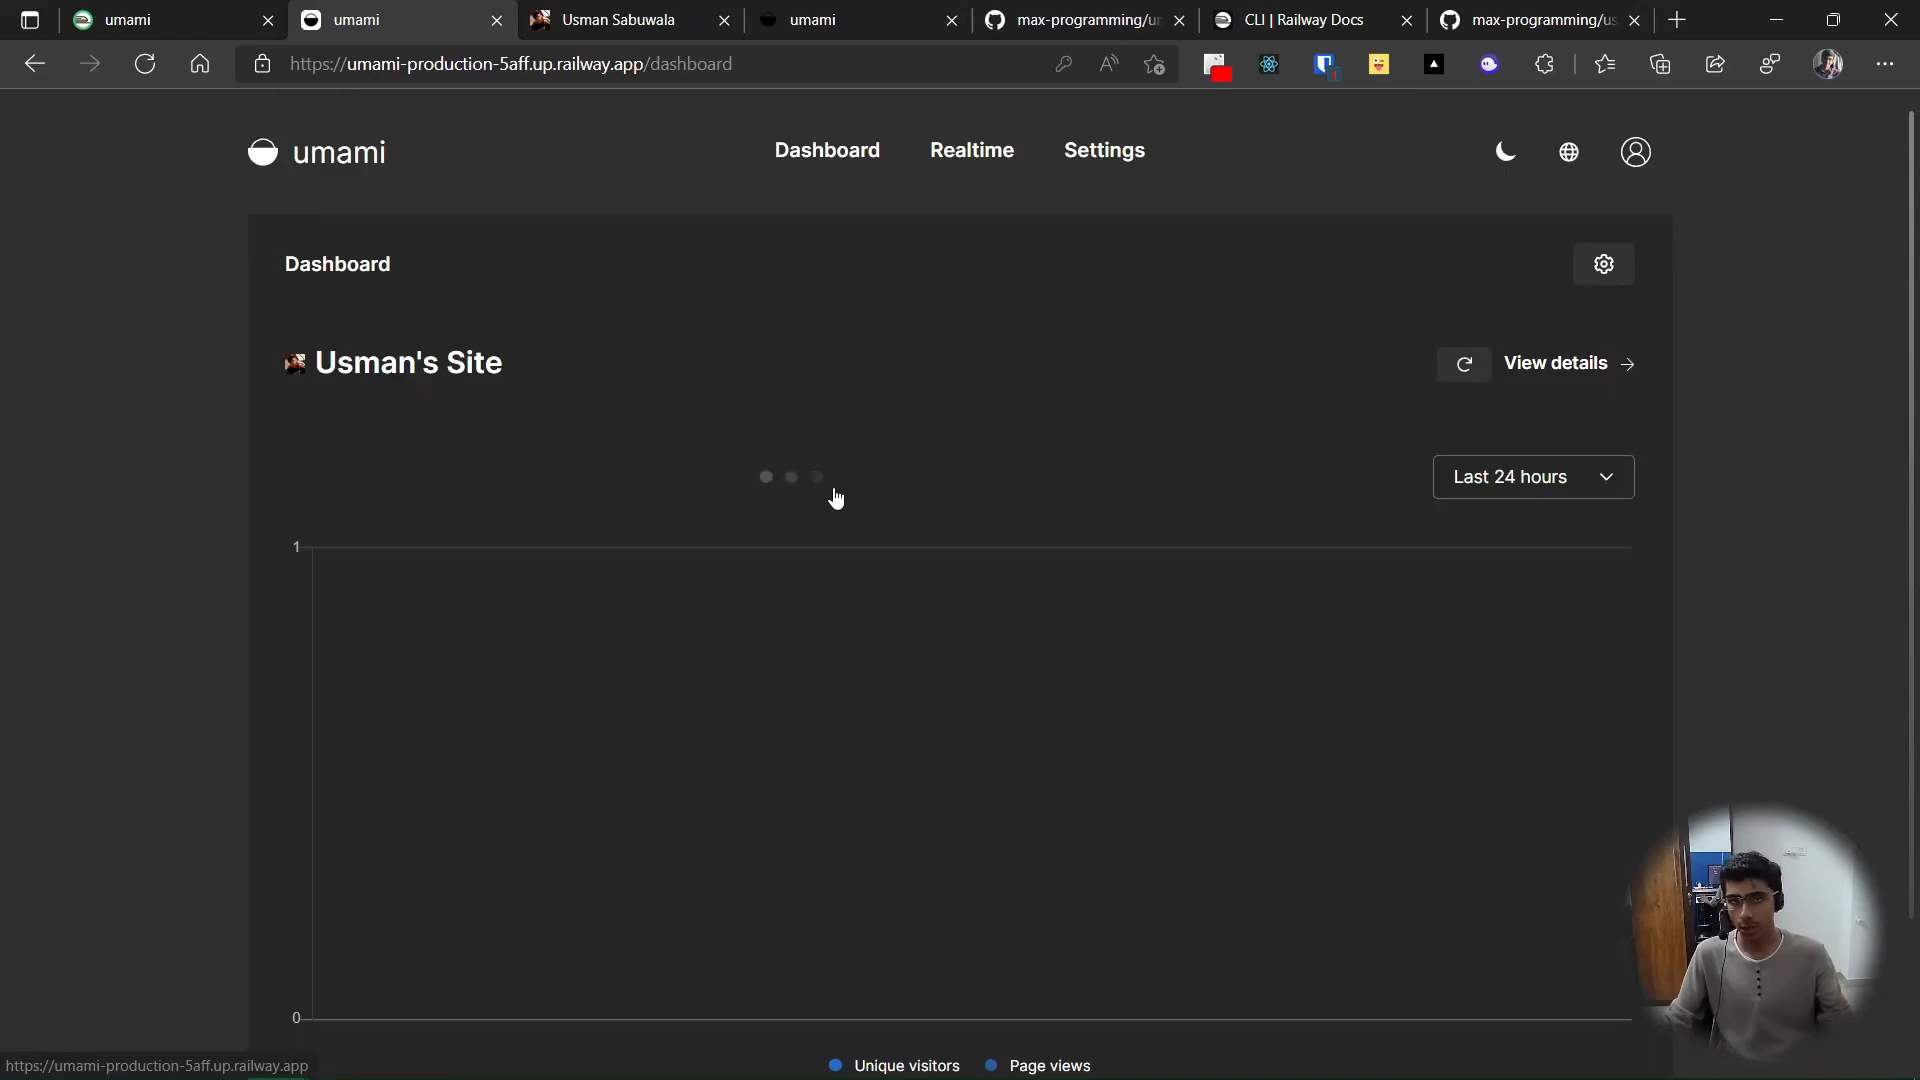 umami
umami
Usman Sabuwala
umami
max-programming/ur
CLI | Railway Docs
max-programming/us
https://umami-production-5aff.up.railway.app/dashboard
1
umami
Dashboard
Realtime
Settings
Dashboard
Usman's Site
View details
Last 24 hours
1
0
https://umami-production-5aff.up.railway.app
Unique visitors
Page views